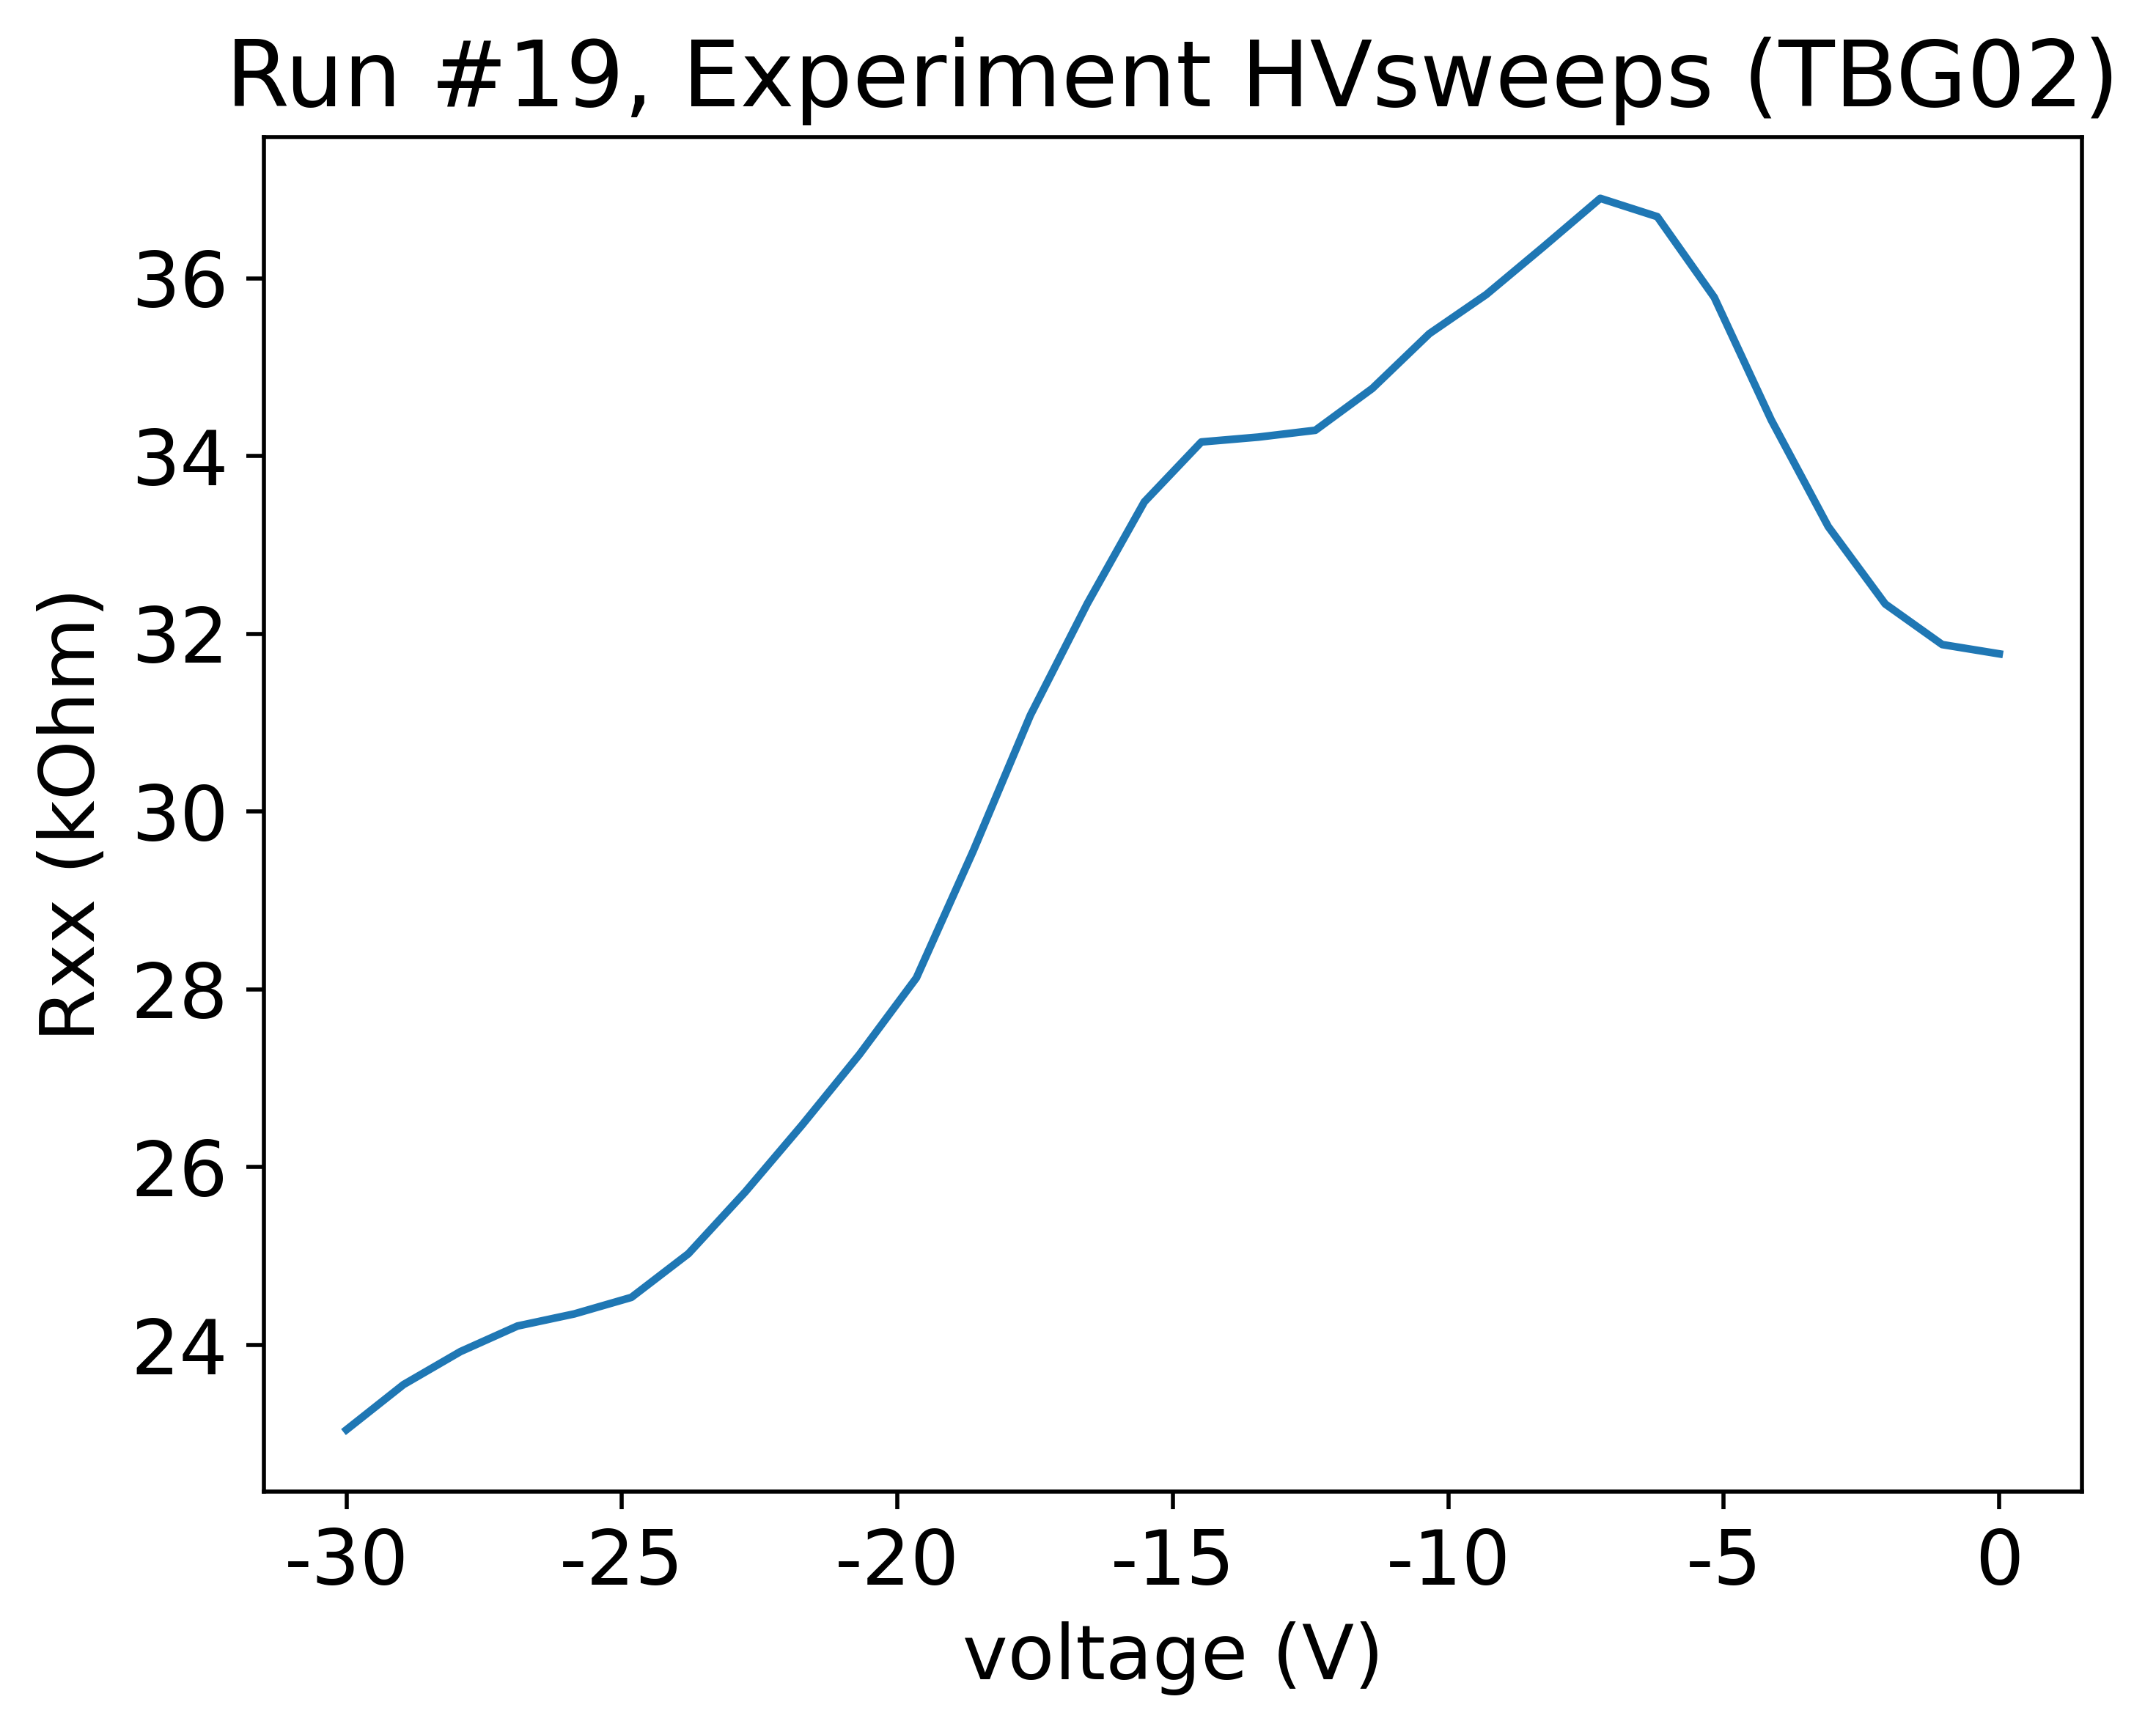 Run #19, Experiment HVsweeps (TBG02)
Rxx (kOhm)
36
34
32
30
28
26
24
-30 -25 -20 -15 -10 -5 0
voltage (V)